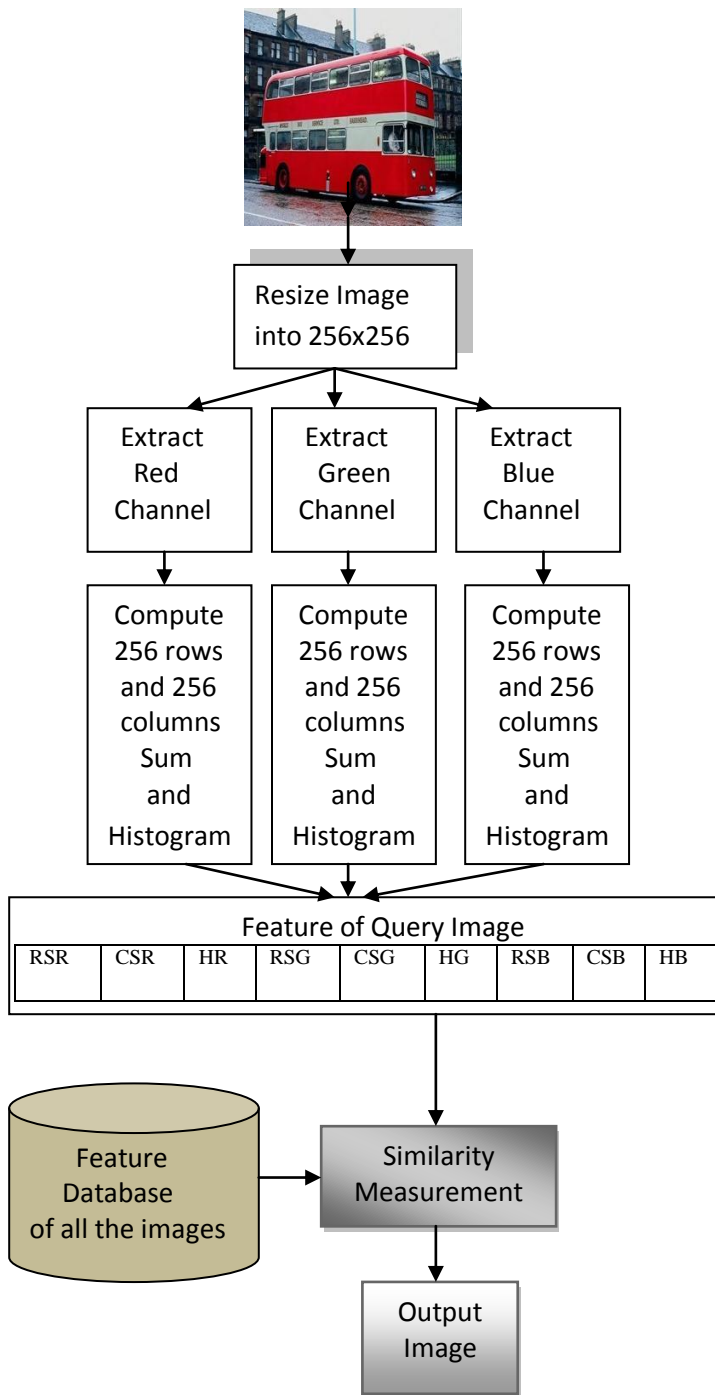 Resize Image
into 256x256
Extract
Red
Channel
Extract
Green
Channel
Extract
Blue
Channel
Compute
256 rows
and 256
columns
Sum
and
Histogram
Compute
256 rows
and 256
columns
Sum
and
Histogram
Compute
256 rows
and 256
columns
Sum
and
Histogram
Feature of Query Image
RSR CSR HR RSG CSG HG RSB CSB HB
Feature
Database
of all the images
Similarity
Measurement
Output
Image